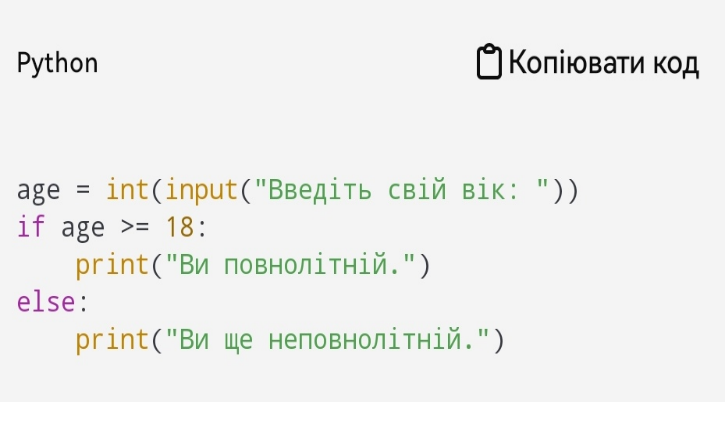 Python
Копіювати код
age = int(input("Введіть свій вік: "))
if age >= 18:
    print("Ви повнолітній.")
else:
    print("Ви ще неповнолітній.")